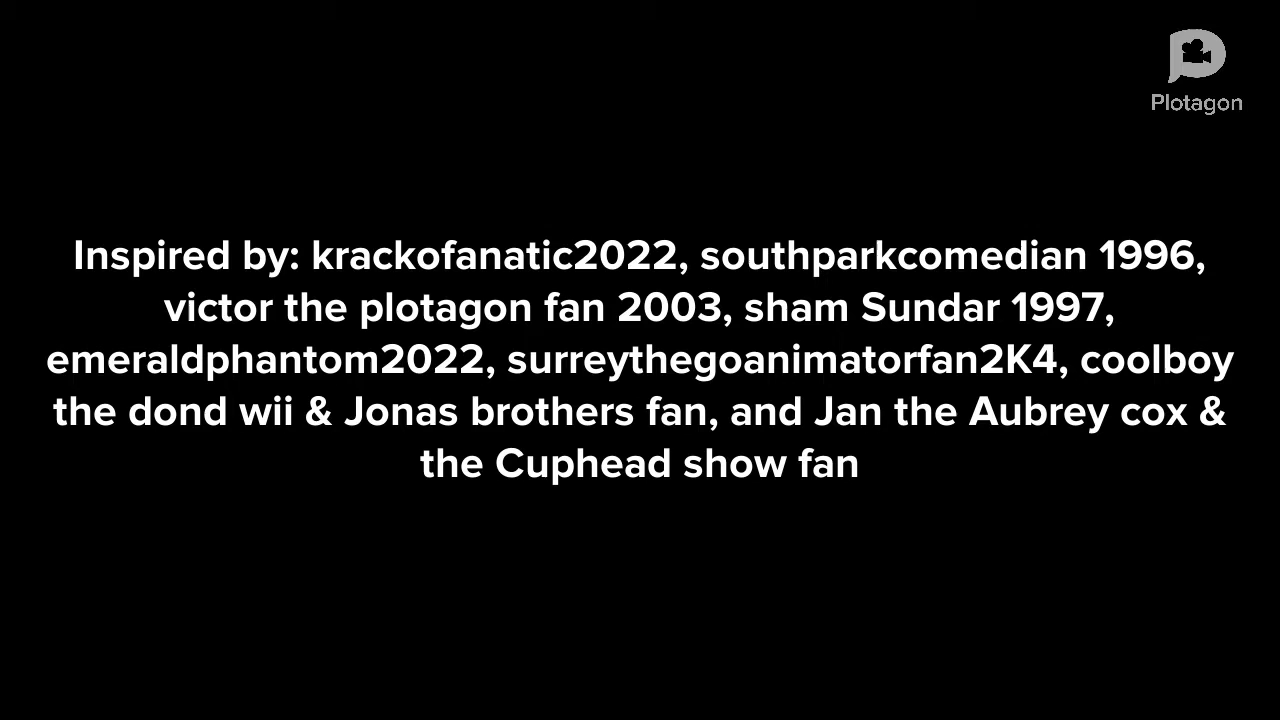 Plotagon
Inspired by: krackofanatic2022, southparkcomedian 1996,
victor the plotagon fan 2003, sham Sundar 1997,
emeraldphantom2022, surreythegoanimatorfan2K4, coolboy
the dond wii & Jonas brothers fan, and Jan the Aubrey cox &
the Cuphead show fan